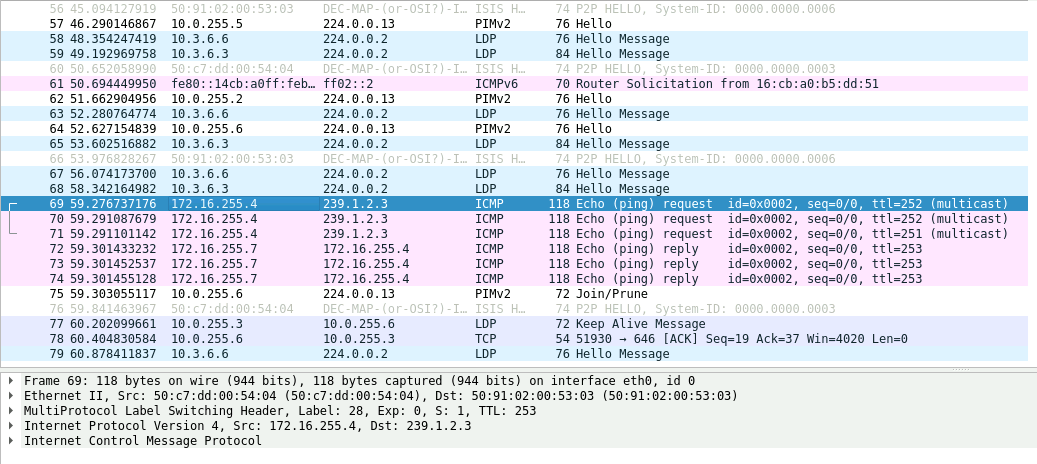 56 45.094127919 50:91:02:00:53:03 DEC-MAP-(or-OSI?)-I… ISIS H… 74 P2P HELLO, System-ID: 0000.0000.0006
57 46.290146867 10.0.255.5 224.0.0.13 PIMv2 76 Hello
58 48.354247419 10.3.6.6 224.0.0.2 LDP 76 Hello Message
59 49.192969758 10.3.6.3 224.0.0.2 LDP 84 Hello Message
60 50.652058990 50:c7:dd:00:54:04 DEC-MAP-(or-OSI?)-I… ISIS H… 74 P2P HELLO, System-ID: 0000.0000.0003
61 50.694449950 fe80::14cb:a0ff:feb… ff02::2 ICMPv6 70 Router Solicitation from 16:cb:a0:b5:dd:51
62 51.662904956 10.0.255.2 224.0.0.13 PIMv2 76 Hello
63 52.280764774 10.3.6.6 224.0.0.2 LDP 76 Hello Message
64 52.627154839 10.0.255.6 224.0.0.13 PIMv2 76 Hello
65 53.602516882 10.3.6.3 224.0.0.2 LDP 84 Hello Message
66 53.976828267 50:91:02:00:53:03 DEC-MAP-(or-OSI?)-I… ISIS H… 74 P2P HELLO, System-ID: 0000.0000.0006
67 56.074173700 10.3.6.6 224.0.0.2 LDP 76 Hello Message
68 58.342164982 10.3.6.3 224.0.0.2 LDP 84 Hello Message
69 59.276737176 172.16.255.4 239.1.2.3 ICMP 118 Echo (ping) request id=0x0002, seq=0/0, ttl=252 (multicast)
70 59.291087679 172.16.255.4 239.1.2.3 ICMP 118 Echo (ping) request id=0x0002, seq=0/0, ttl=252 (multicast)
71 59.291101142 172.16.255.4 239.1.2.3 ICMP 118 Echo (ping) request id=0x0002, seq=0/0, ttl=251 (multicast)
72 59.301433232 172.16.255.7 172.16.255.4 ICMP 118 Echo (ping) reply id=0x0002, seq=0/0, ttl=253
73 59.301452537 172.16.255.7 172.16.255.4 ICMP 118 Echo (ping) reply id=0x0002, seq=0/0, ttl=253
74 59.301455128 172.16.255.7 172.16.255.4 ICMP 118 Echo (ping) reply id=0x0002, seq=0/0, ttl=253
75 59.303055117 10.0.255.6 224.0.0.13 PIMv2 72 Join/Prune
76 59.841463967 50:c7:dd:00:54:04 DEC-MAP-(or-OSI?)-I… ISIS H… 74 P2P HELLO, System-ID: 0000.0000.0003
77 60.202099661 10.0.255.3 10.0.255.6 LDP 72 Keep Alive Message
78 60.404830584 10.0.255.6 10.0.255.3 TCP 54 51930 → 646 [ACK] Seq=19 Ack=37 Win=4020 Len=0
79 60.878411837 10.3.6.6 224.0.0.2 LDP 76 Hello Message
Frame 69: 118 bytes on wire (944 bits), 118 bytes captured (944 bits) on interface eth0, id 0
Ethernet II, Src: 50:c7:dd:00:54:04 (50:c7:dd:00:54:04), Dst: 50:91:02:00:53:03 (50:91:02:00:53:03)
MultiProtocol Label Switching Header, Label: 28, Exp: 0, S: 1, TTL: 253
Internet Protocol Version 4, Src: 172.16.255.4, Dst: 239.1.2.3
Internet Control Message Protocol